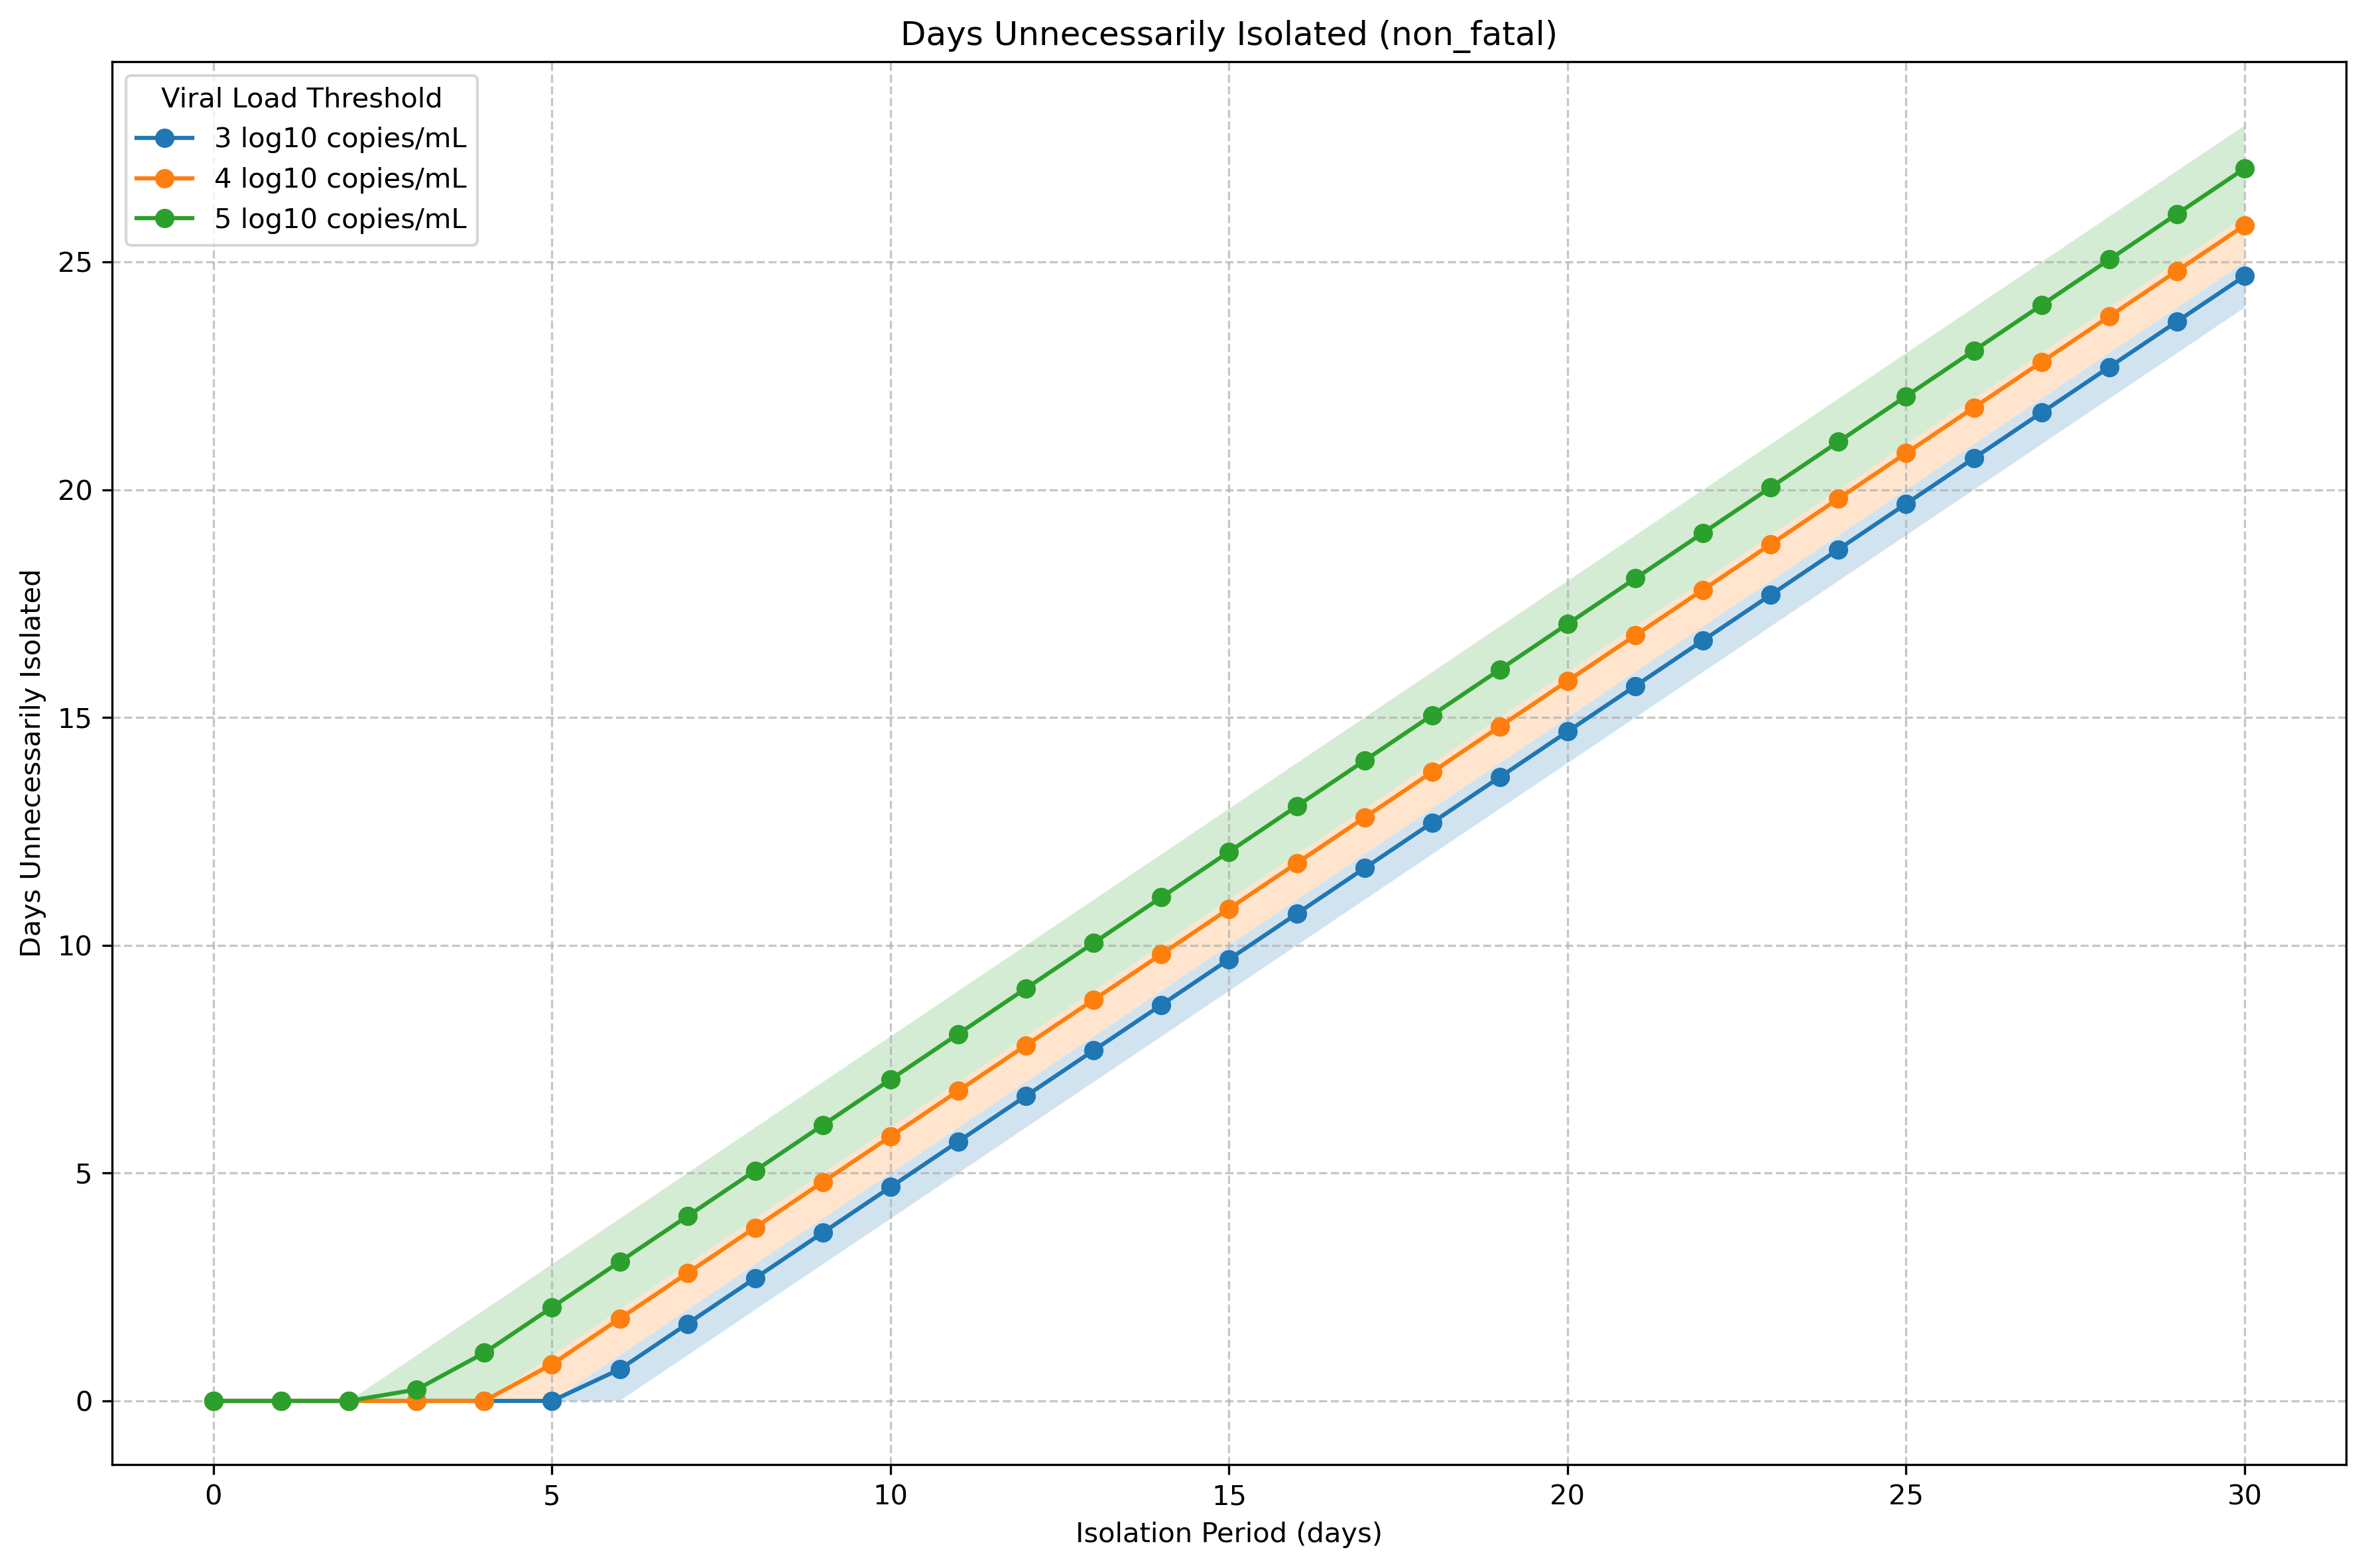 Days Unnecessarily Isolated (non_fatal)
Viral Load Threshold
3 log10 copies/mL
4 log10 copies/mL
5 log10 copies/mL
Days Unnecessarily Isolated
25
20
15
10
5
0
0 5 10 15 20 25 30
Isolation Period (days)